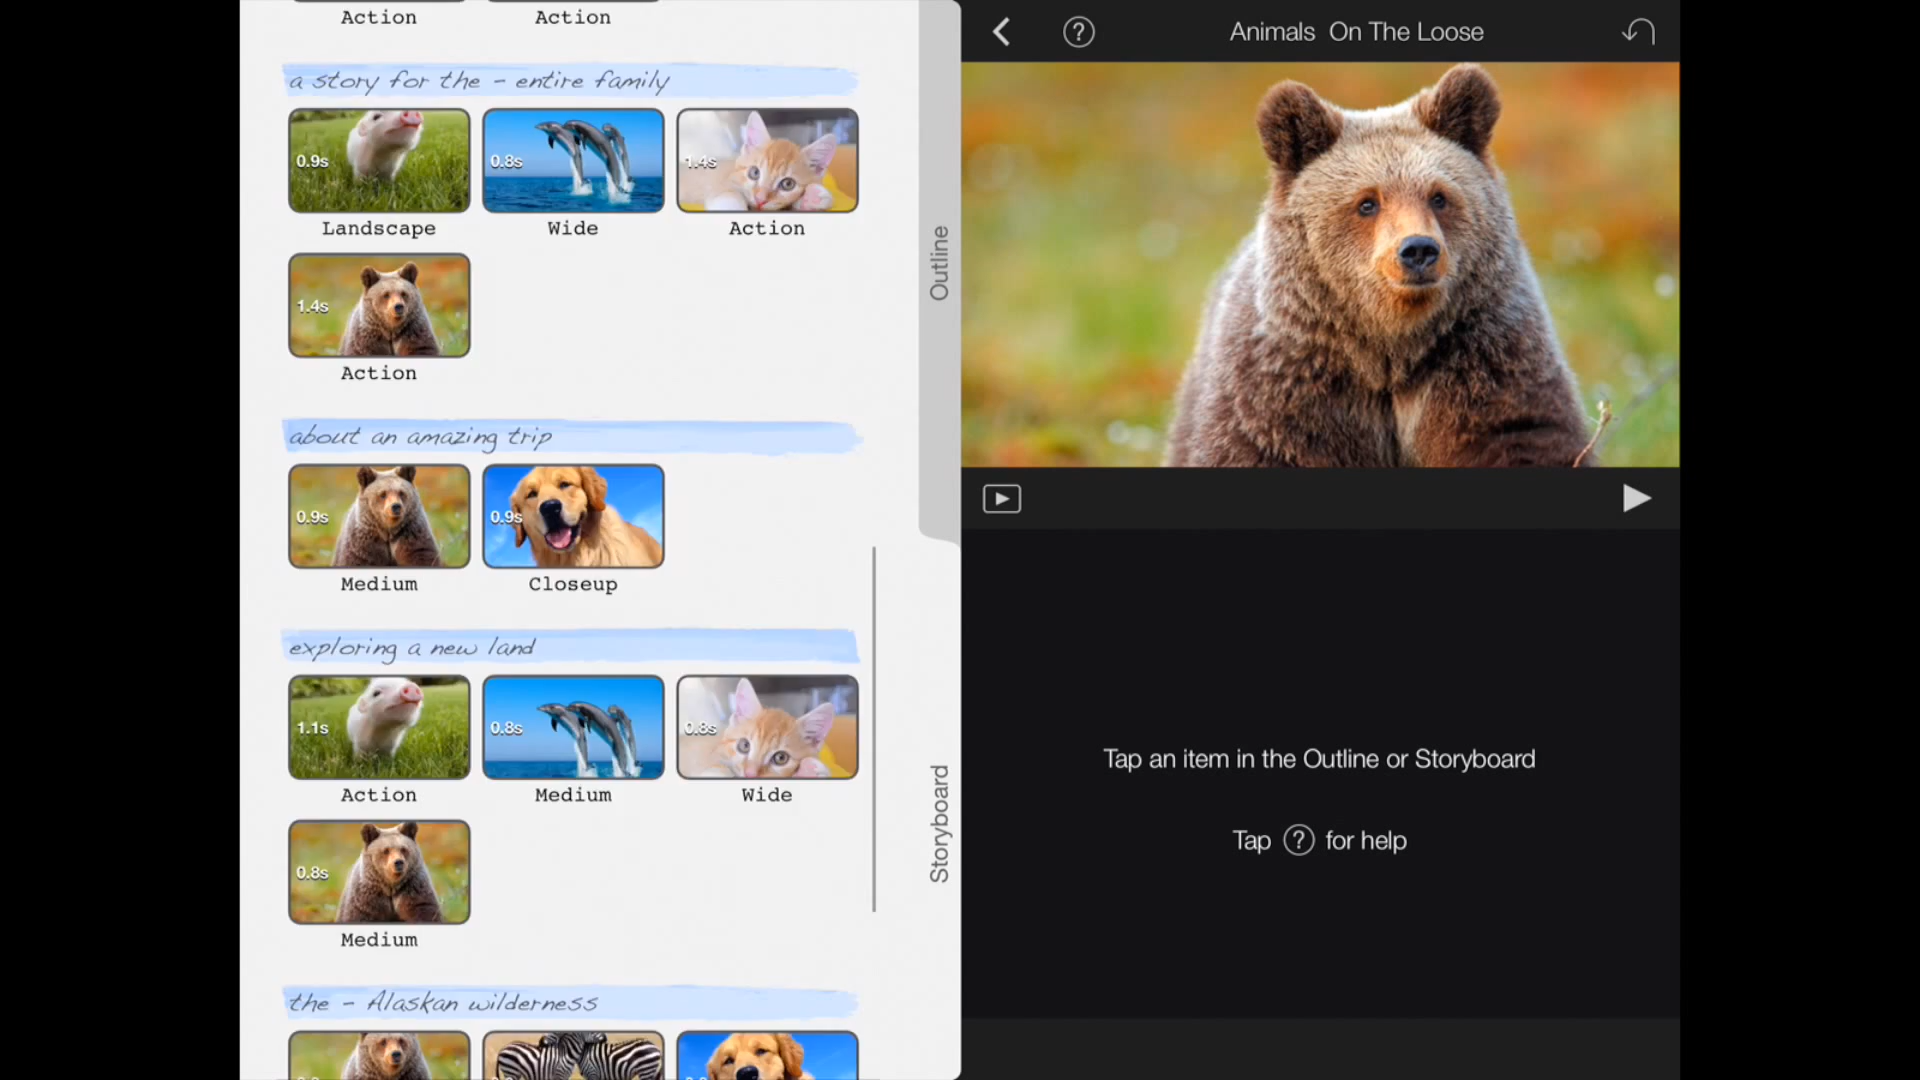 Action Action
a story for the - entire family
0.9s 0.8s 1.4s
Landscape Wide Action
1.4s
Action
about an amazing trip
0.9s 0.9s
Medium Closeup
exploring a new land
1.1s 0.8s 0.8s
Action Medium Wide
0.8s
Medium
the - Alaskan wilderness
Outline
Storyboard
? Animals On The Loose
Tap an item in the Outline or Storyboard
Tap ? for help